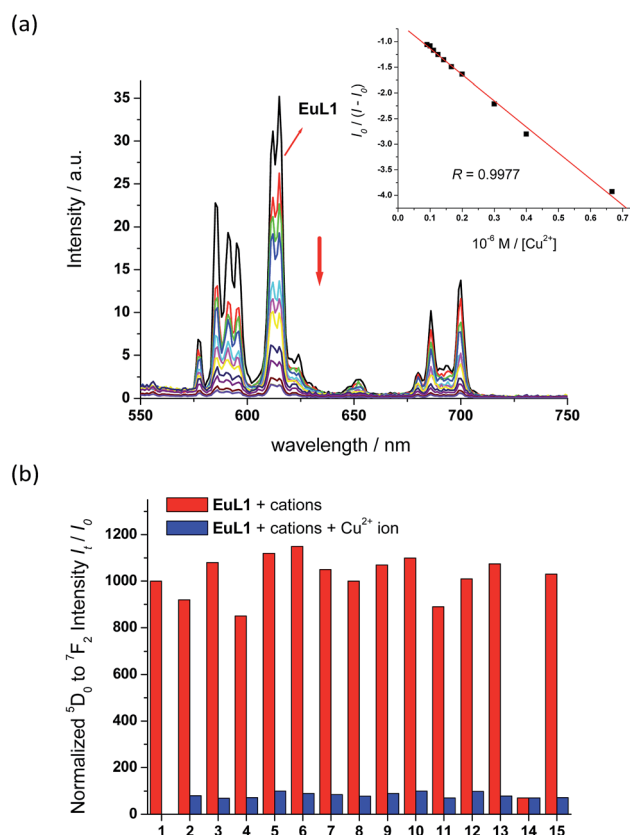 (a)
35
30
25
20
15
10
5
0
Intensity / a.u.
550
600
650
700
750
wavelength / nm
EuL1
-1.0
-1.5
-2.0
-2.5
-3.0
-3.5
-4.0
I₀ / (I - I₀)
R = 0.9977
0.0 0.1 0.2 0.3 0.4 0.5 0.6 0.7
10⁻⁶ M / [Cu²⁺]
(b)
EuL1 + cations
EuL1 + cations + Cu²⁺ ion
1200
1000
800
600
400
200
0
Normalized ⁵D₀ to ⁷F₂ Intensity Iₜ / I₀
1 2 3 4 5 6 7 8 9 10 11 12 13 14 15